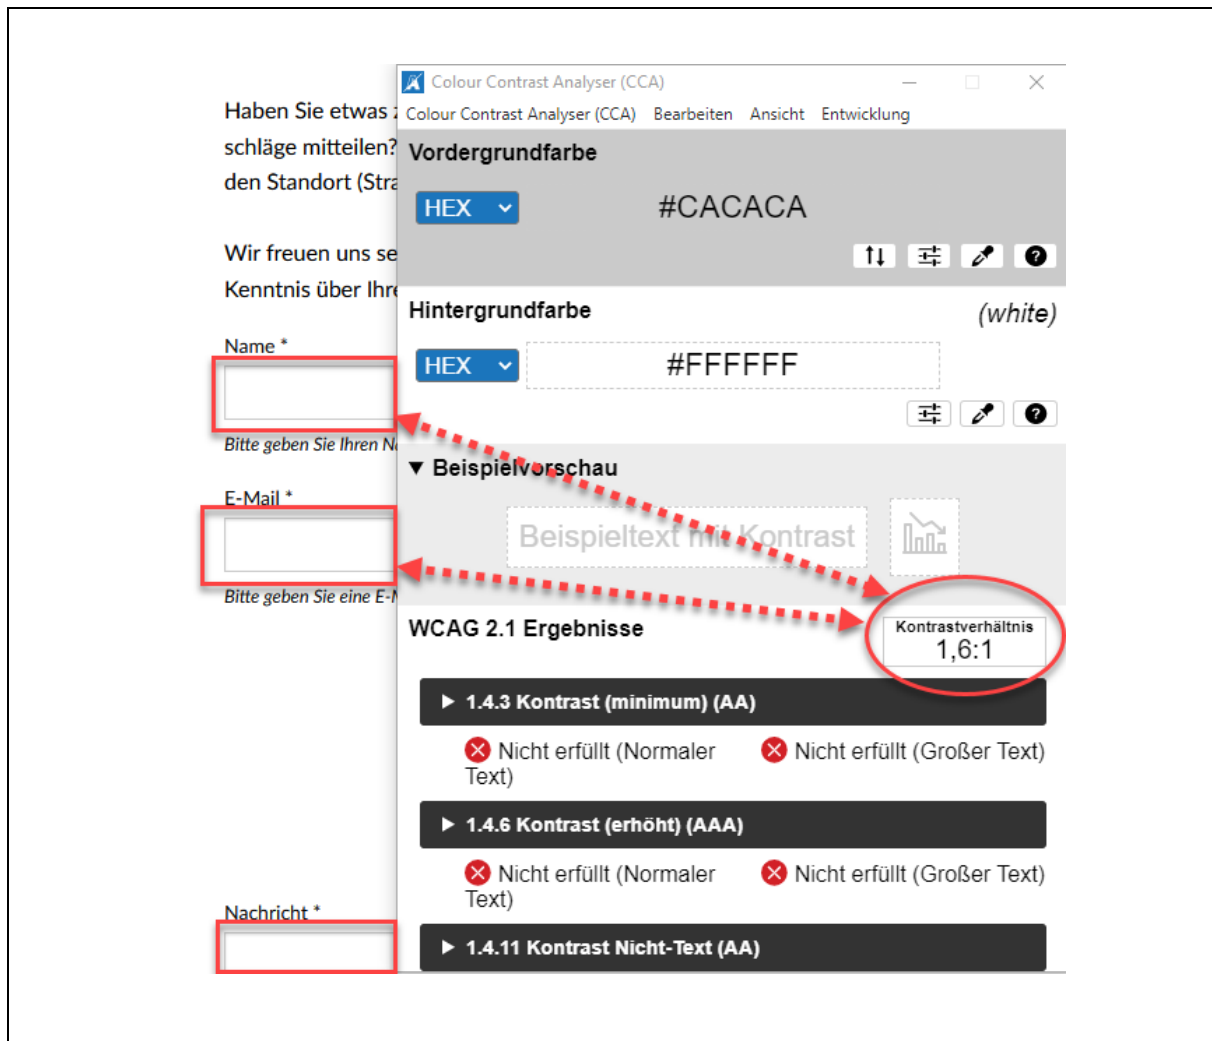 Haben Sie etwas
schläge mitteilen?
den Standort (Stra
Wir freuen uns se
Kenntnis über Ihre
Name *
Bitte geben Sie Ihren Na
E-Mail *
Bitte geben Sie eine E-M
Nachricht *
Colour Contrast Analyser (CCA)
Colour Contrast Analyser (CCA) Bearbeiten Ansicht Entwicklung
Vordergrundfarbe
HEX #CACACA
Hintergrundfarbe (white)
HEX #FFFFFF
▼ Beispielvorschau
Beispieltext mit Kontrast
WCAG 2.1 Ergebnisse
Kontrastverhältnis
1,6:1
▶ 1.4.3 Kontrast (minimum) (AA)
Nicht erfüllt (Normaler
Text)
Nicht erfüllt (Großer Text)
▶ 1.4.6 Kontrast (erhöht) (AAA)
Nicht erfüllt (Normaler
Text)
Nicht erfüllt (Großer Text)
▶ 1.4.11 Kontrast Nicht-Text (AA)